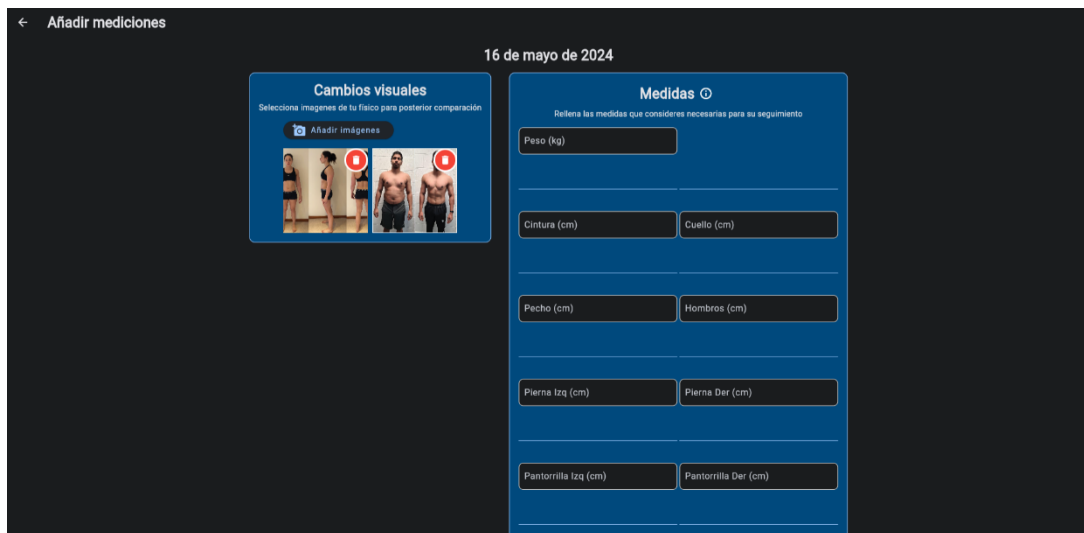 Añadir mediciones
16 de mayo de 2024
Cambios visuales
Selecciona imagenes de tu físico para posterior comparación
Añadir imágenes
Medidas
Rellena las medidas que consideres necesarias para su seguimiento
Peso (kg)
Cintura (cm) Cuello (cm)
Pecho (cm) Hombros (cm)
Pierna Izq (cm) Pierna Der (cm)
Pantorrilla Izq (cm) Pantorrilla Der (cm)